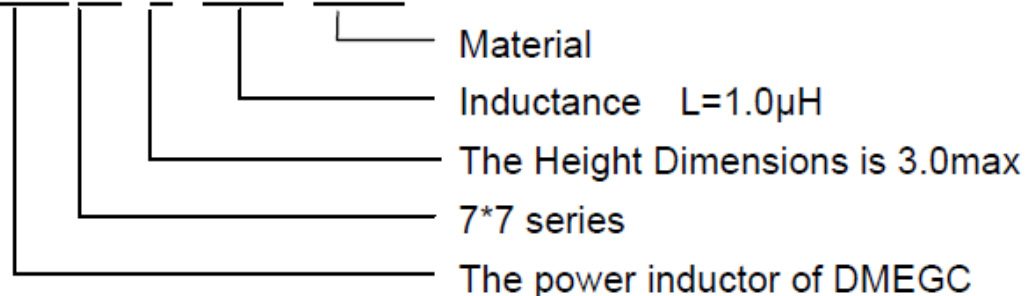 Material
Inductance L=1.0μH
The Height Dimensions is 3.0max
7*7 series
The power inductor of DMEGC